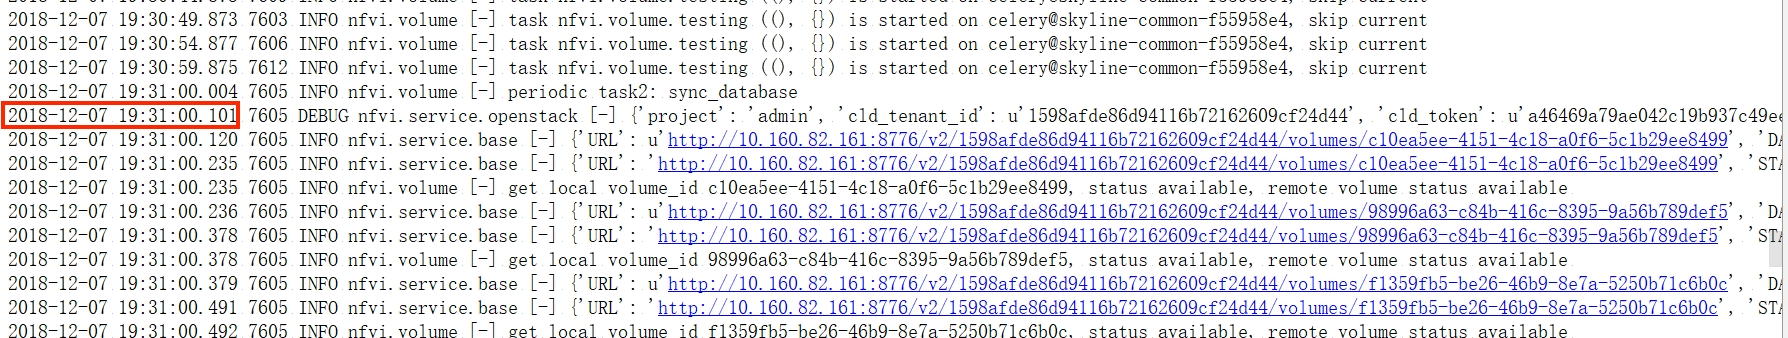 2018-12-07 19:30:49.873 7603 INFO nfvi.volume [-] task nfvi.volume.testing ((), {}) is started on celery@skyline-common-f55958e4, skip current
2018-12-07 19:30:54.877 7606 INFO nfvi.volume [-] task nfvi.volume.testing ((), {}) is started on celery@skyline-common-f55958e4, skip current
2018-12-07 19:30:59.875 7612 INFO nfvi.volume [-] task nfvi.volume.testing ((), {}) is started on celery@skyline-common-f55958e4, skip current
2018-12-07 19:31:00.004 7605 INFO nfvi.volume [-] periodic task2: sync_database
2018-12-07 19:31:00.101 7605 DEBUG nfvi.service.openstack [-] {'project': 'admin', 'cld_tenant_id': u'1598afde86d94116b72162609cf24d44', 'cld_token': u'a46469a79ae042c19b937c49ee
2018-12-07 19:31:00.120 7605 INFO nfvi.service.base [-] {'URL': u'http://10.160.82.161:8776/v2/1598afde86d94116b72162609cf24d44/volumes/c10ea5ee-4151-4c18-a0f6-5c1b29ee8499', 'DA
2018-12-07 19:31:00.235 7605 INFO nfvi.service.base [-] {'URL': 'http://10.160.82.161:8776/v2/1598afde86d94116b72162609cf24d44/volumes/c10ea5ee-4151-4c18-a0f6-5c1b29ee8499', 'STA
2018-12-07 19:31:00.235 7605 INFO nfvi.volume [-] get local volume_id c10ea5ee-4151-4c18-a0f6-5c1b29ee8499, status available, remote volume status available
2018-12-07 19:31:00.236 7605 INFO nfvi.service.base [-] {'URL': u'http://10.160.82.161:8776/v2/1598afde86d94116b72162609cf24d44/volumes/98996a63-c84b-416c-8395-9a56b789def5', 'DA
2018-12-07 19:31:00.378 7605 INFO nfvi.service.base [-] {'URL': 'http://10.160.82.161:8776/v2/1598afde86d94116b72162609cf24d44/volumes/98996a63-c84b-416c-8395-9a56b789def5', 'STA
2018-12-07 19:31:00.378 7605 INFO nfvi.volume [-] get local volume_id 98996a63-c84b-416c-8395-9a56b789def5, status available, remote volume status available
2018-12-07 19:31:00.379 7605 INFO nfvi.service.base [-] {'URL': u'http://10.160.82.161:8776/v2/1598afde86d94116b72162609cf24d44/volumes/f1359fb5-be26-46b9-8e7a-5250b71c6b0c', 'DA
2018-12-07 19:31:00.491 7605 INFO nfvi.service.base [-] {'URL': 'http://10.160.82.161:8776/v2/1598afde86d94116b72162609cf24d44/volumes/f1359fb5-be26-46b9-8e7a-5250b71c6b0c', 'STA
2018-12-07 19:31:00.492 7605 INFO nfvi.volume [-] get local volume_id f1359fb5-be26-46b9-8e7a-5250b71c6b0c, status available, remote volume status available